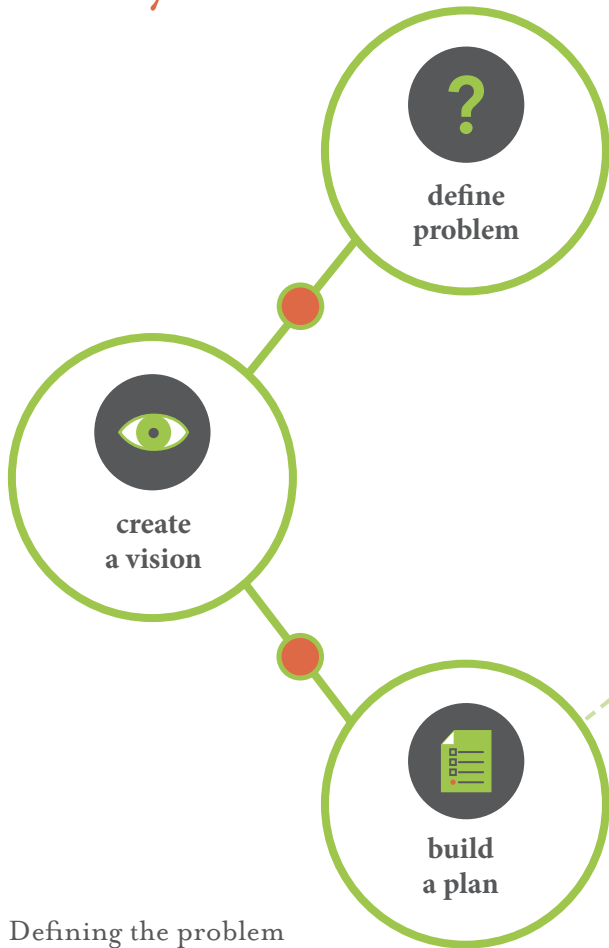 ?
define
problem
create
a vision
build
a plan
Defining the problem